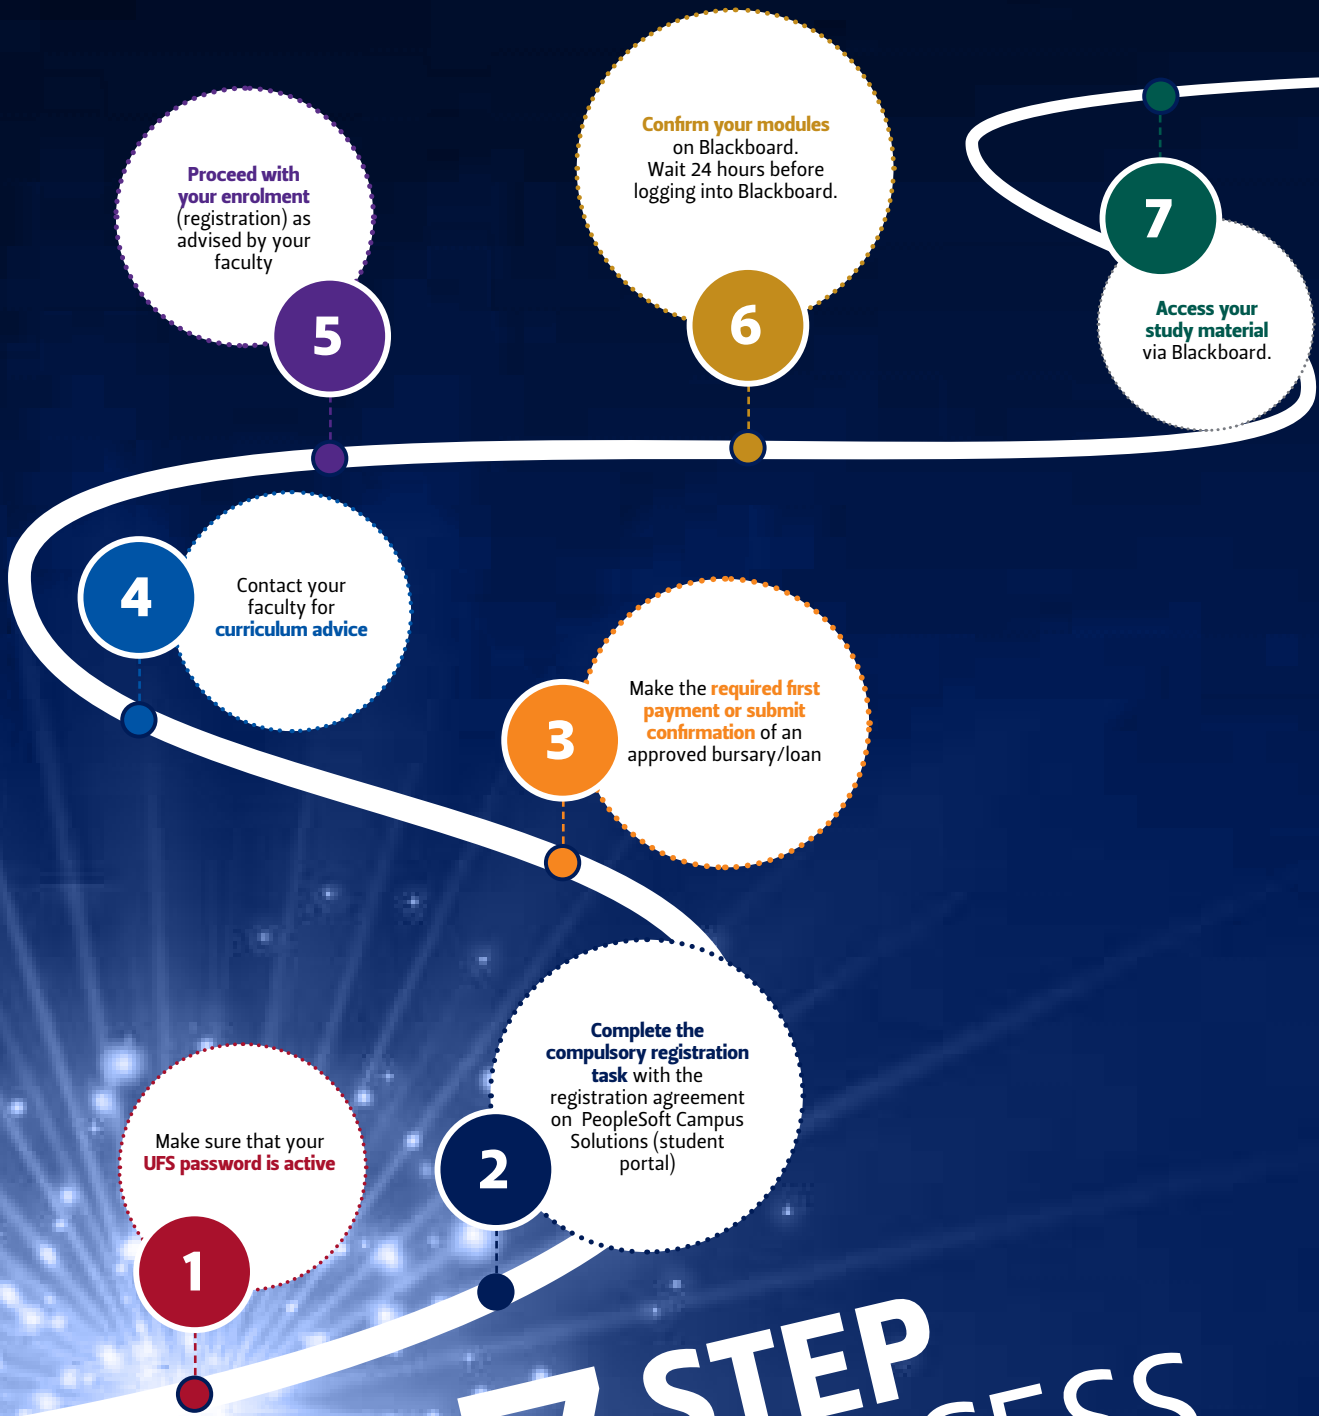 Confirm your modules
on Blackboard.
Wait 24 hours before
logging into Blackboard.
6
Proceed with
your enrolment
(registration) as
advised by your
faculty
5
7
Access your
study material
via Blackboard.
4
Contact your
faculty for
curriculum advice
3
Make the required first
payment or submit
confirmation of an
approved bursary/loan
Complete the
compulsory registration
task with the
registration agreement
on PeopleSoft Campus
Solutions (student
portal)
2
Make sure that your
UFS password is active
1
7 STEP